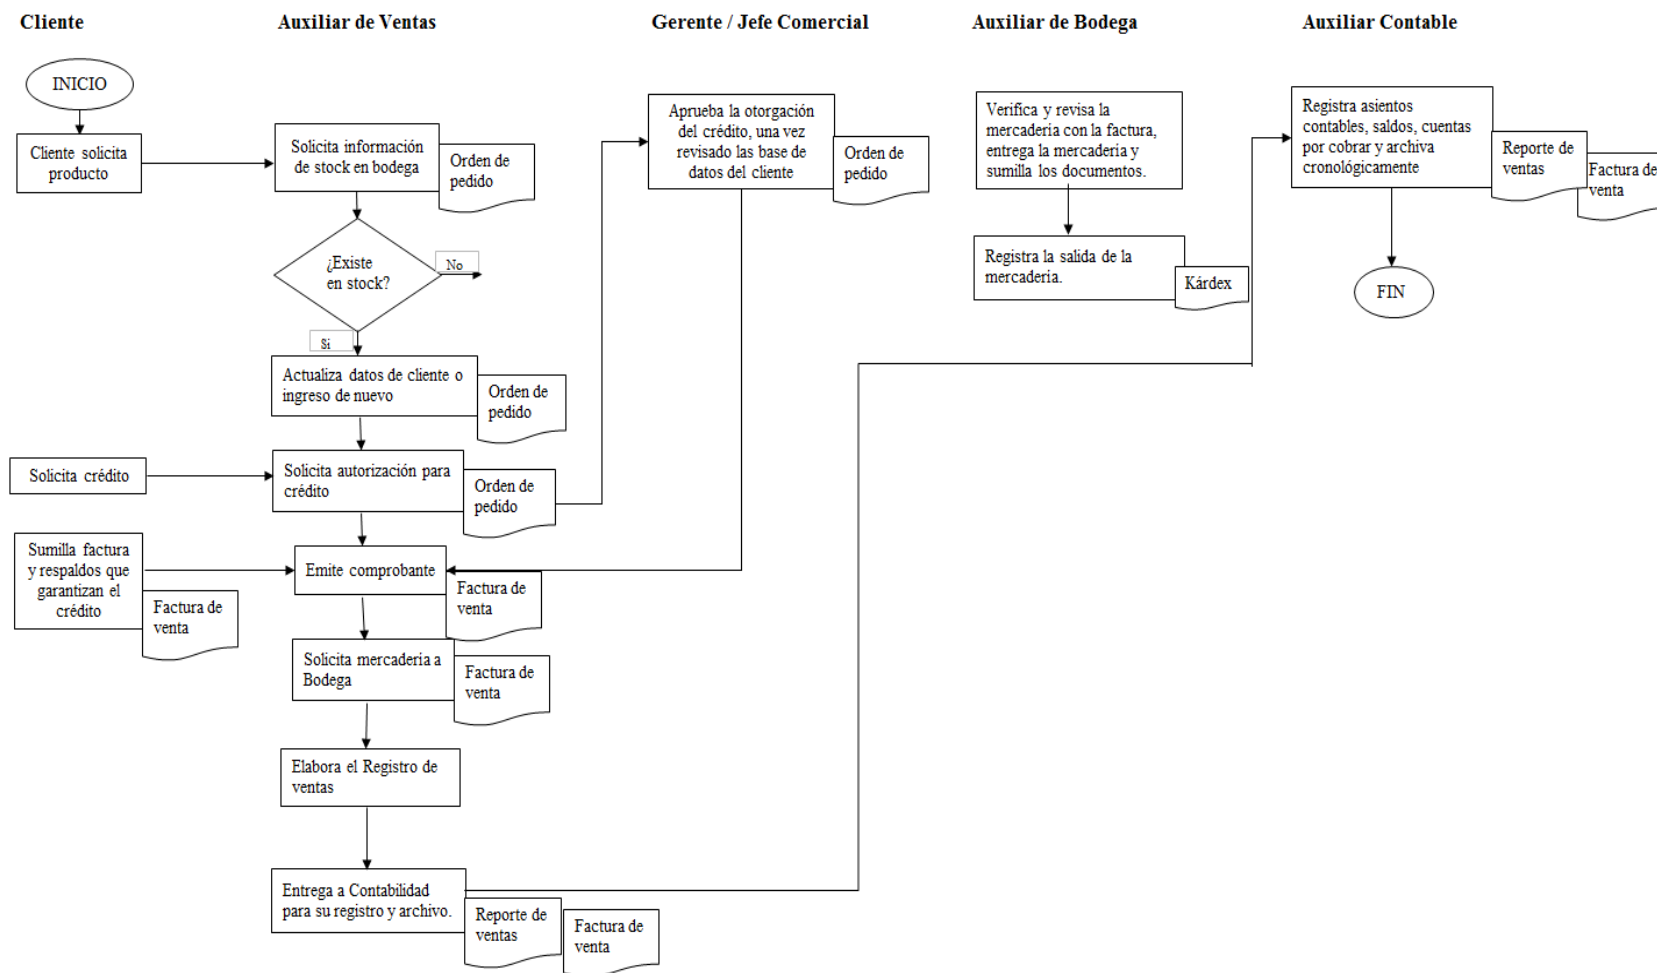 Cliente
Auxiliar de Ventas
Gerente / Jefe Comercial
Auxiliar de Bodega
Auxiliar Contable
INICIO
Cliente solicita
producto
Solicita información
de stock en bodega
Orden de
pedido
¿Existe
en stock?
No
Si
Actualiza datos de cliente o
ingreso de nuevo
Orden de
pedido
Solicita crédito
Solicita autorización para
crédito
Orden de
pedido
Sumilla factura
y respaldos que
garantizan el
crédito
Factura de
venta
Emite comprobante
Factura de
venta
Solicita mercadería a
Bodega
Factura de
venta
Elabora el Registro de
ventas
Entrega a Contabilidad
para su registro y archivo.
Reporte de
ventas
Factura de
venta
Aprueba la otorgación
del crédito, una vez
revisado las base de
datos del cliente
Orden de
pedido
Verifica y revisa la
mercadería con la factura,
entrega la mercadería y
sumilla los documentos.
Registra la salida de la
mercadería.
Kárdex
Registra asientos
contables, saldos, cuentas
por cobrar y archiva
cronológicamente
Reporte de
ventas
Factura de
venta
FIN